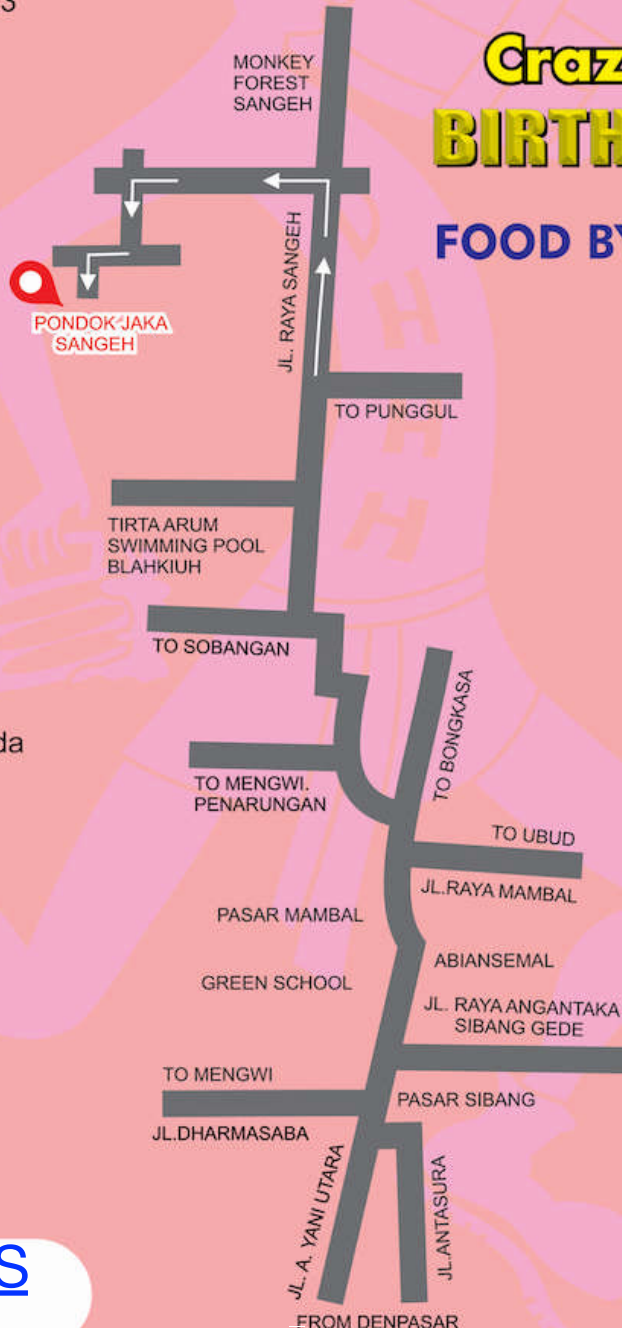 MONKEY
FOREST
SANGEH
Craz
BIRTH
FOOD BY
JL. RAYA SANGEH
PONDOK JAKA
SANGEH
TO PUNGGUL
TIRTA ARUM
SWIMMING POOL
BLAHKIUH
TO SOBANGAN
TO BONGKASA
da
TO MENGWI.
PENARUNGAN
TO UBUD
JL.RAYA MAMBAL
PASAR MAMBAL
ABIANSEMAL
GREEN SCHOOL
JL. RAYA ANGANTAKA
SIBANG GEDE
TO MENGWI
PASAR SIBANG
JL.DHARMASABA
JL. A. YANI UTARA
JL.ANTASURA
S
FROM DENPASAR
H
H
H